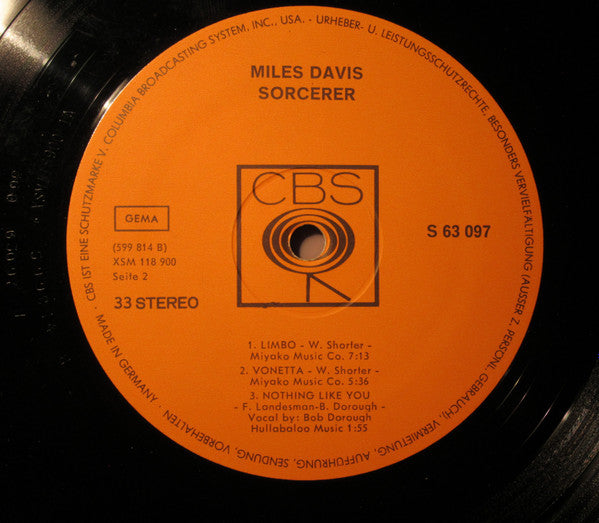 CBS IST EINE SCHUTZMARKE V. COLUMBIA BROADCASTING SYSTEM, INC., USA. - URHEBER- U. LEISTUNGSSCHUTZRECHTE, BESONDERS VERVIELFÄLTIGUNG (AUSSER Z. PERSÖNL. GEBRAUCH), VERMIETUNG, AUFFÜHRUNG, SENDUNG, VORBEHALTEN. · MADE IN GERMANY ·
MILES DAVIS
SORCERER
CBS
GEMA
S 63 097
(599 814 B)
XSM 118 900
Seite 2
33 STEREO
1. LIMBO - W. Shorter -
Miyako Music Co. 7:13
2. VONETTA - W. Shorter -
Miyako Music Co. 5:36
3. NOTHING LIKE YOU
- F. Landesman-B. Dorough -
Vocal by: Bob Dorough
Hullabaloo Music 1:55